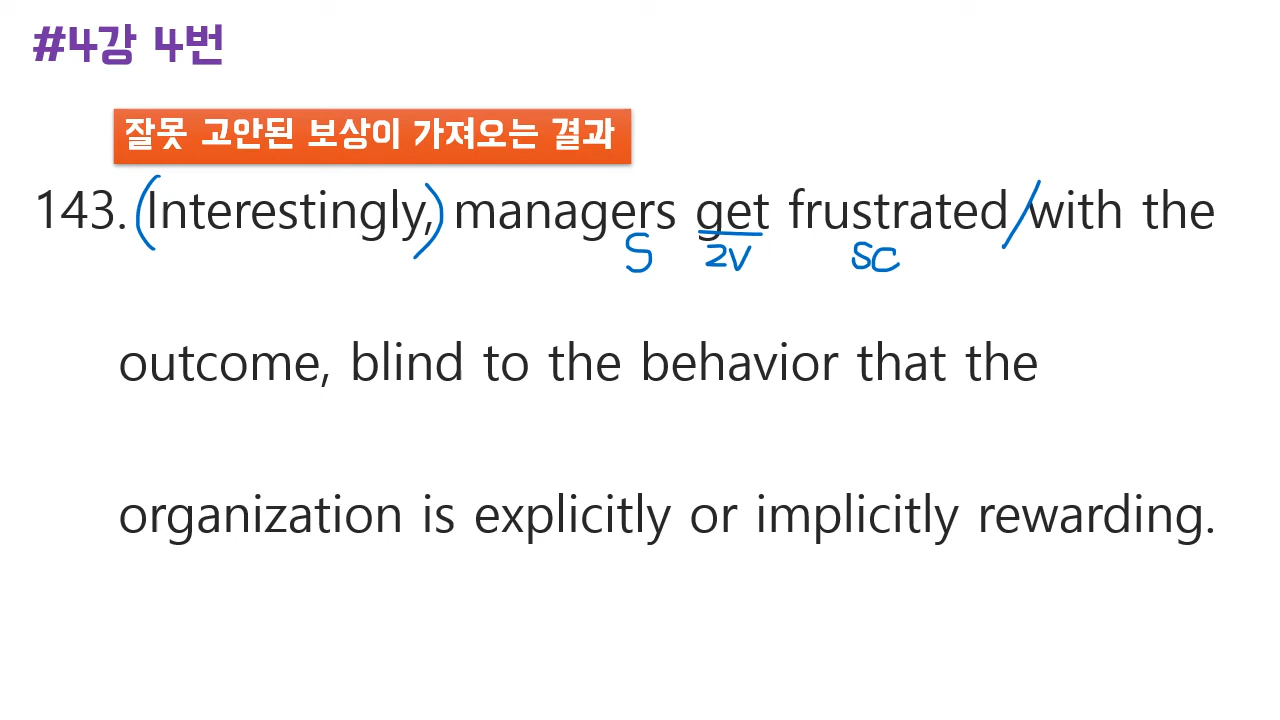 #4강 4번
잘못 고안된 보상이 가져오는 결과
143. (Interestingly,) managers get frustrated / with the
S 2V SC
outcome, blind to the behavior that the
organization is explicitly or implicitly rewarding.